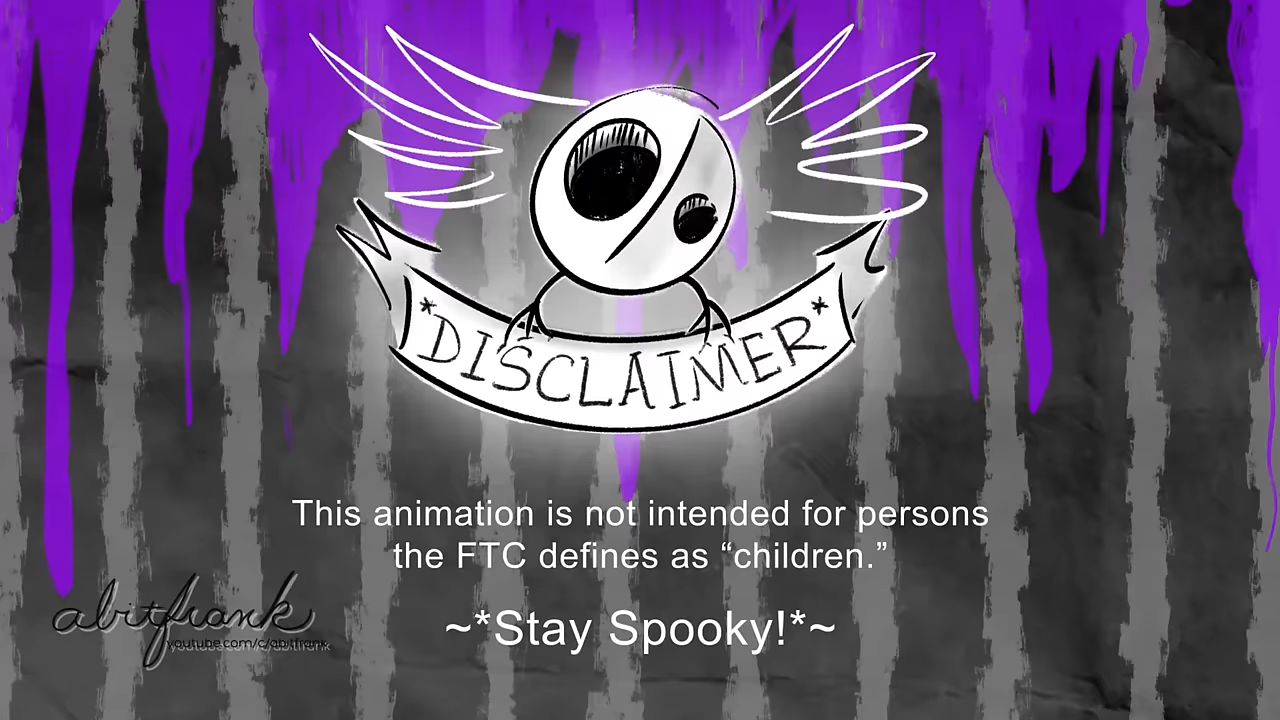 *DISCLAIMER*
This animation is not intended for persons
the FTC defines as “children.”
~*Stay Spooky!*~
abitfrank
youtube.com/c/abitfrank